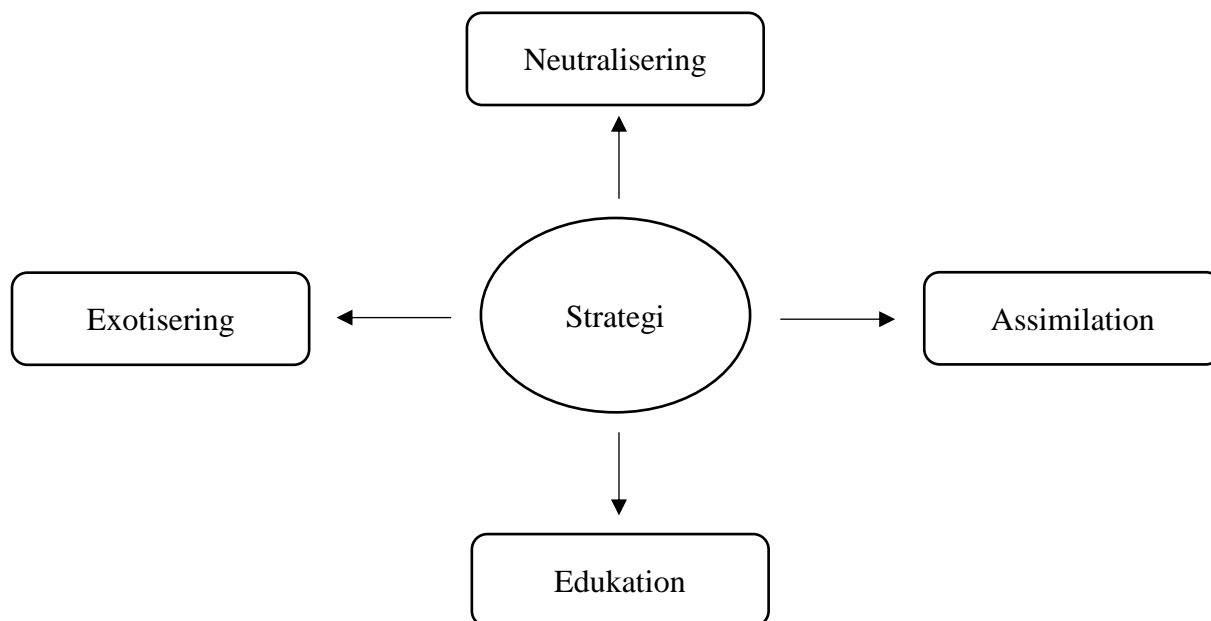 Neutralisering
Exotisering
Strategi
Assimilation
Edukation